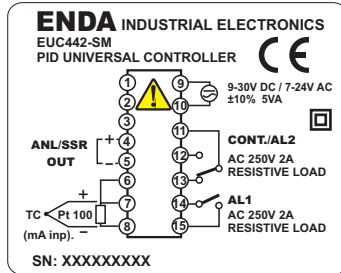 ENDA INDUSTRIAL ELECTRONICS
EUC442-SM
PID UNIVERSAL CONTROLLER
CE
9-30V DC / 7-24V AC
±10% 5VA
1
2
3
4
5
6
7
8
9
10
11
12
13
14
15
ANL/SSR
OUT
+
-
CONT./AL2
AC 250V 2A
RESISTIVE LOAD
AL1
AC 250V 2A
RESISTIVE LOAD
+
TC
Pt 100
(mA inp).
−
SN: XXXXXXXXX